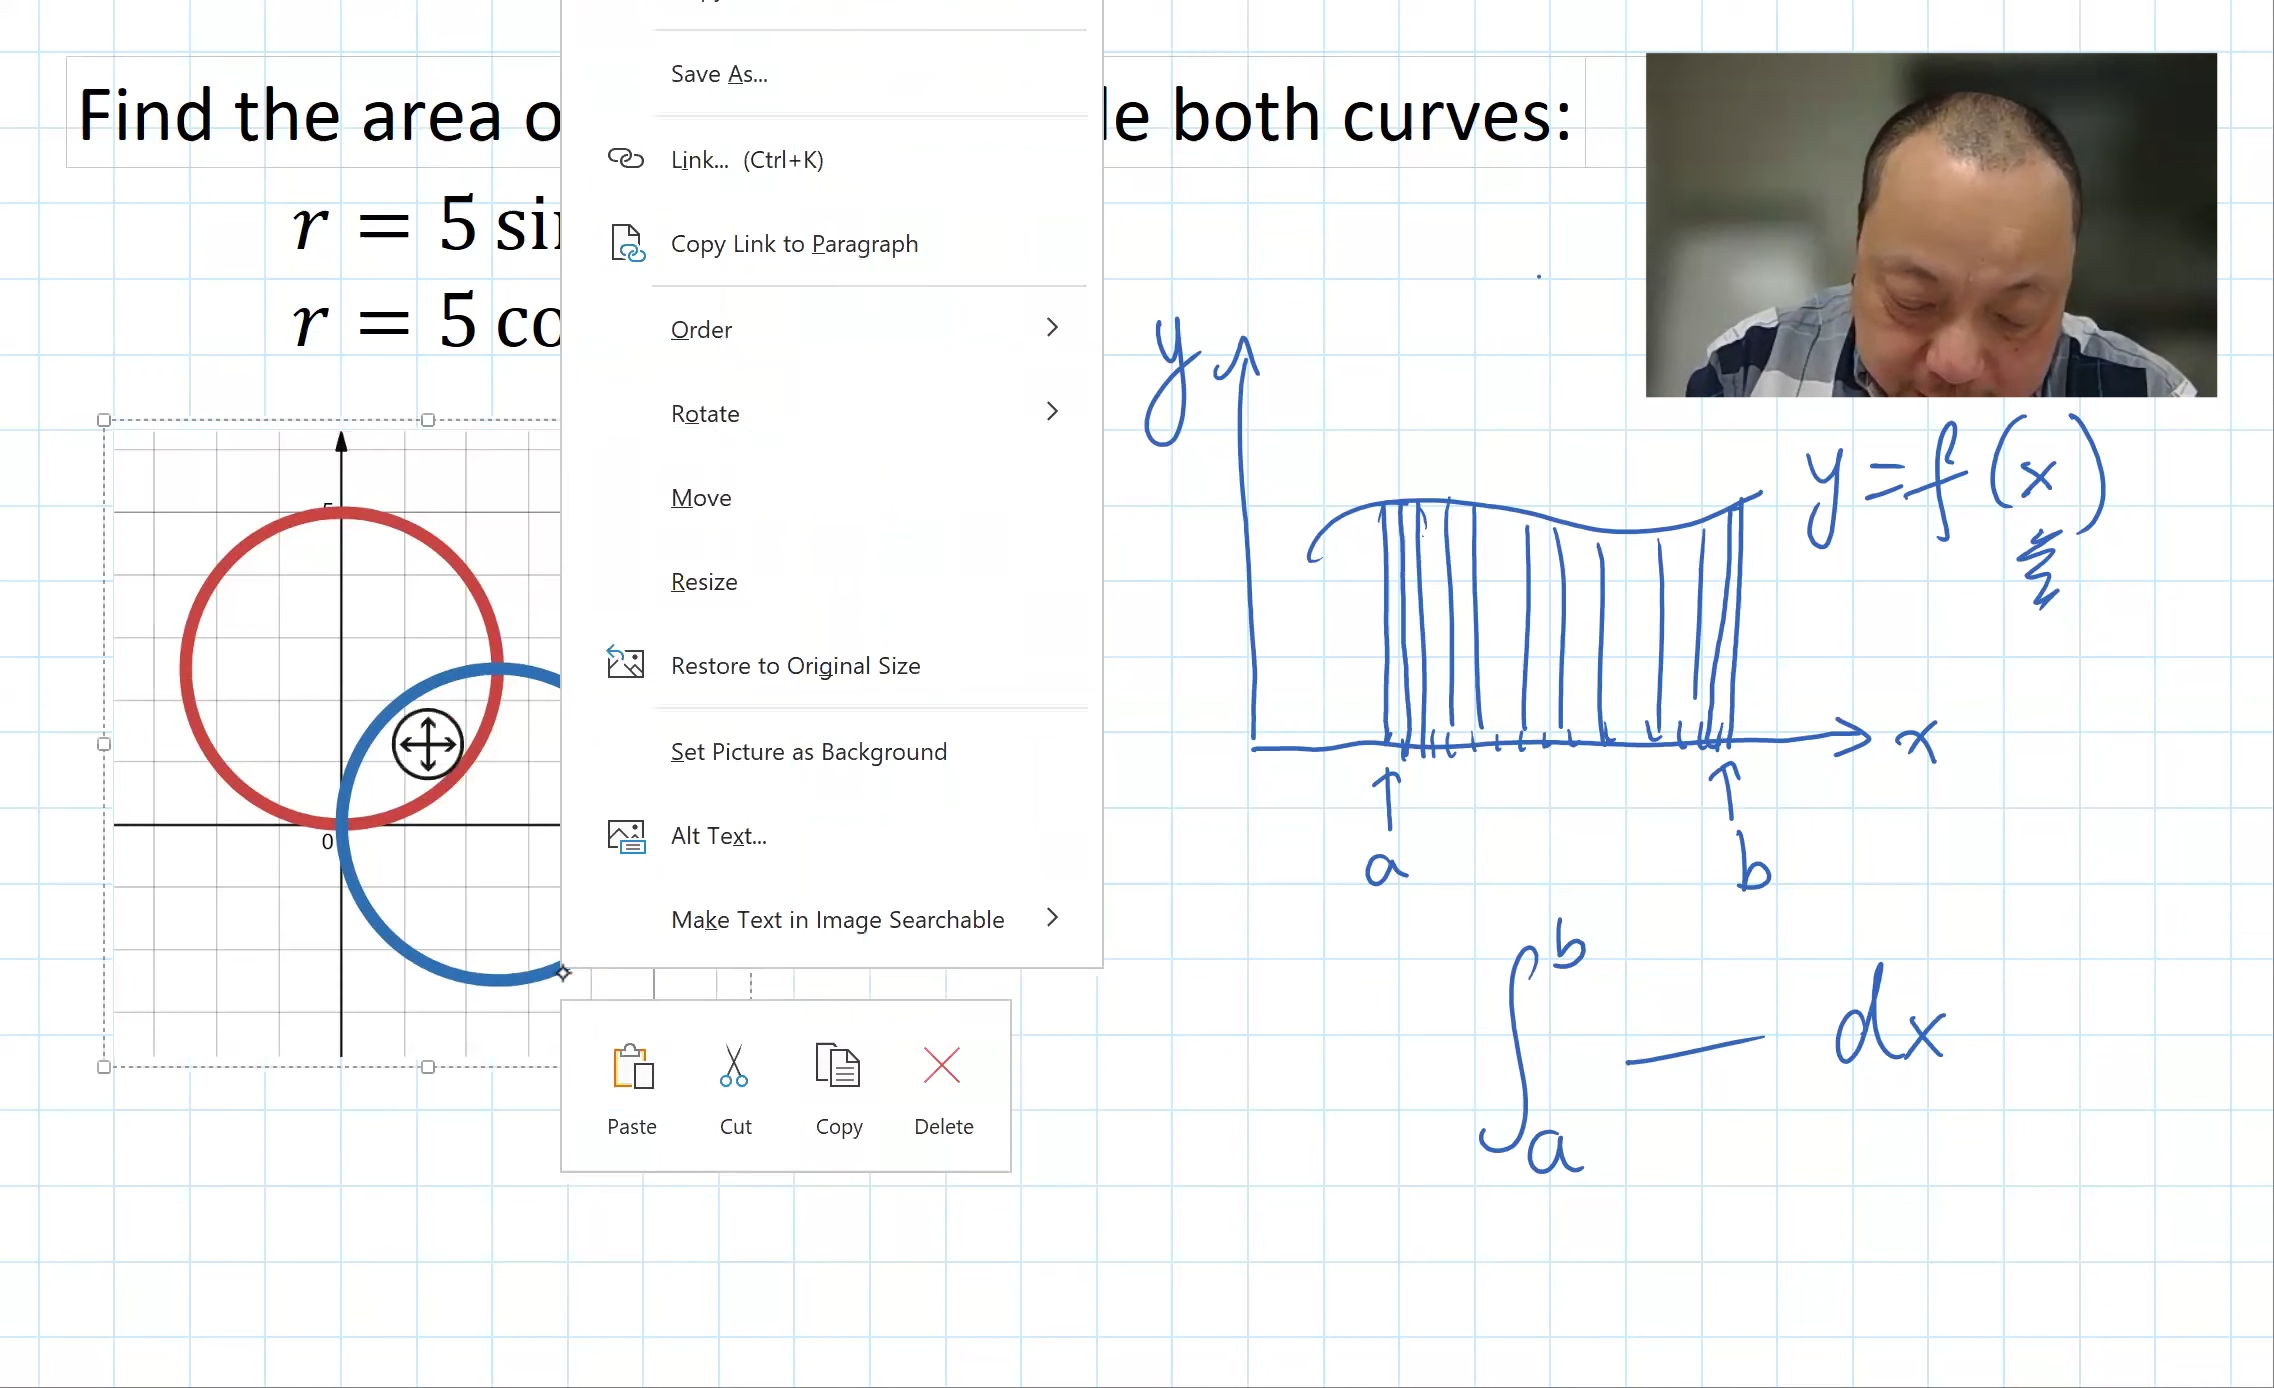 Find the area o
le both curves:
r = 5 sin
r = 5 co
Save As...
Link... (Ctrl+K)
Copy Link to Paragraph
Order
Rotate
Move
Resize
Restore to Original Size
Set Picture as Background
Alt Text...
Make Text in Image Searchable
Paste
Cut
Copy
Delete
5
0
y
y = f(x)
x
a
b
∫ₐᵇ — dx